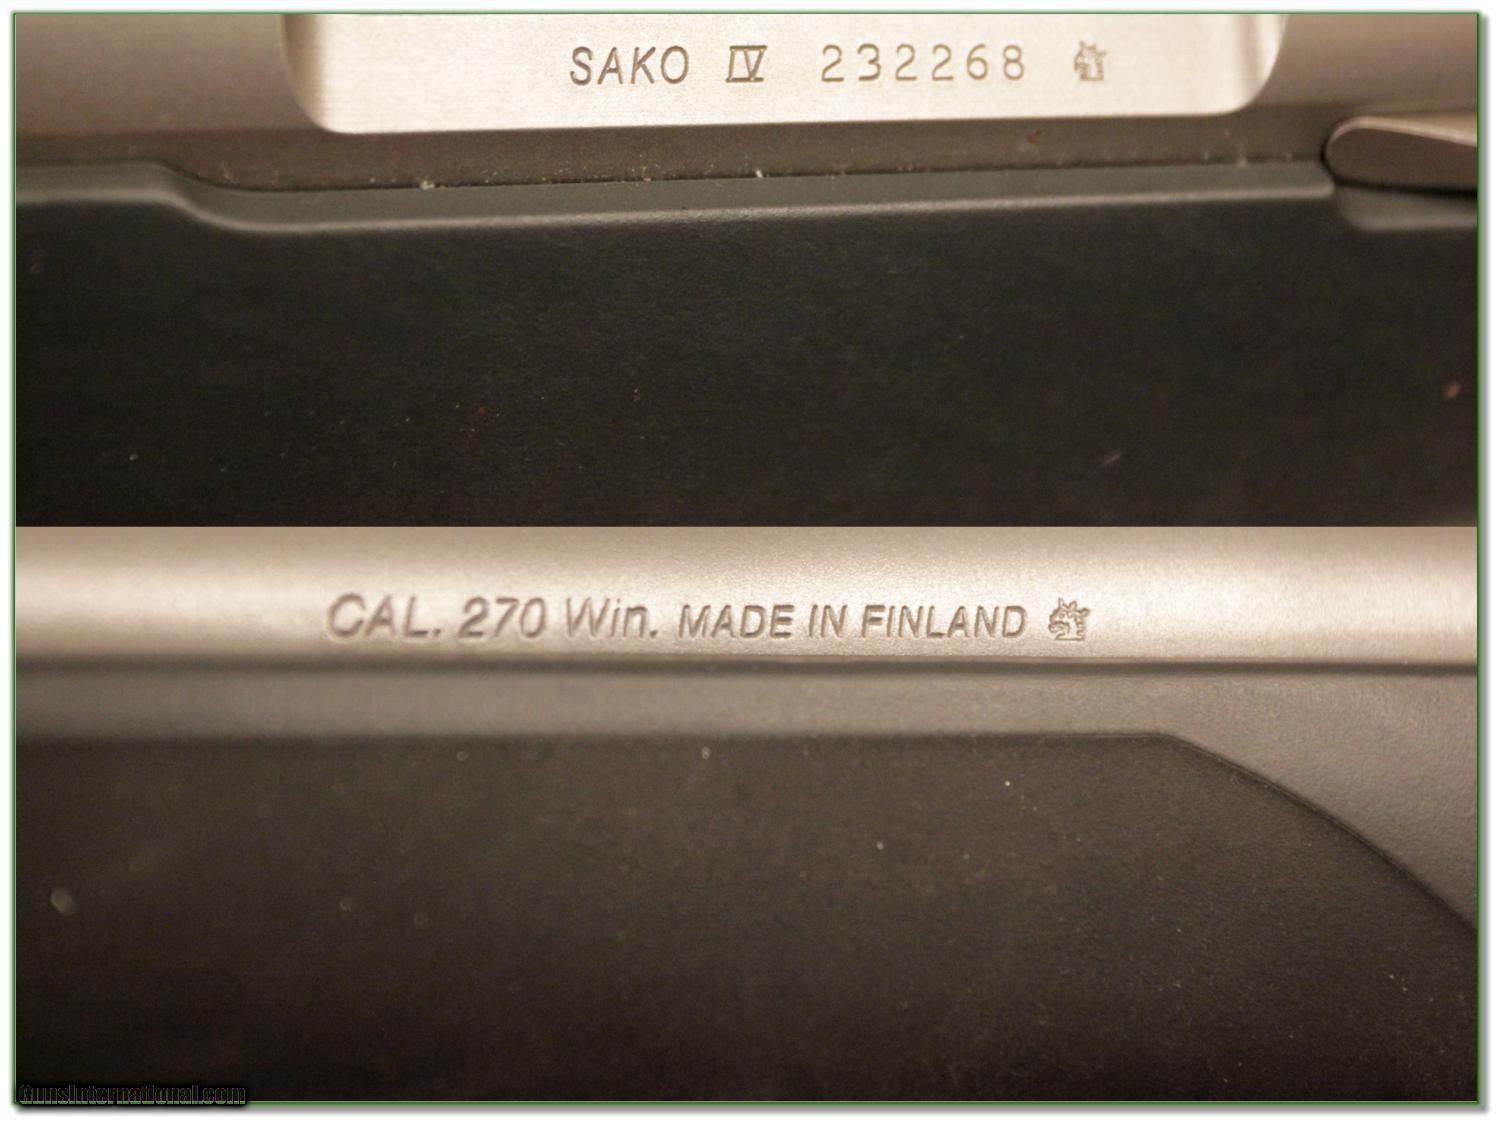 SAKO IV 232268
CAL. 270 Win. MADE IN FINLAND
GunsInternational.com